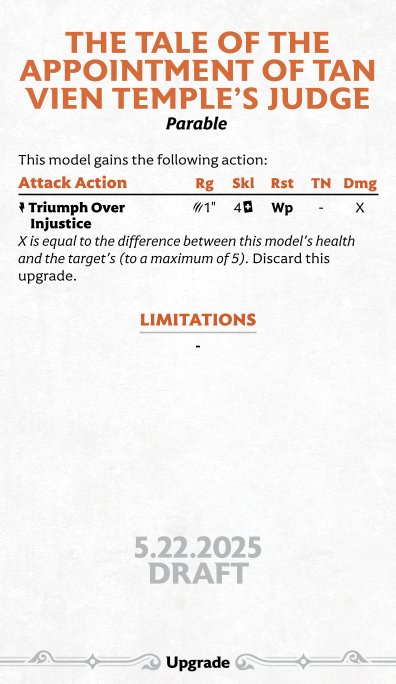 THE TALE OF THE
APPOINTMENT OF TAN
VIEN TEMPLE'S JUDGE
Parable
This model gains the following action:
Attack Action Rg Skl Rst TN Dmg
Triumph Over 1" 4 Wp - X
Injustice
X is equal to the difference between this model's health
and the target's (to a maximum of 5). Discard this
upgrade.
LIMITATIONS
-
5.22.2025
DRAFT
Upgrade